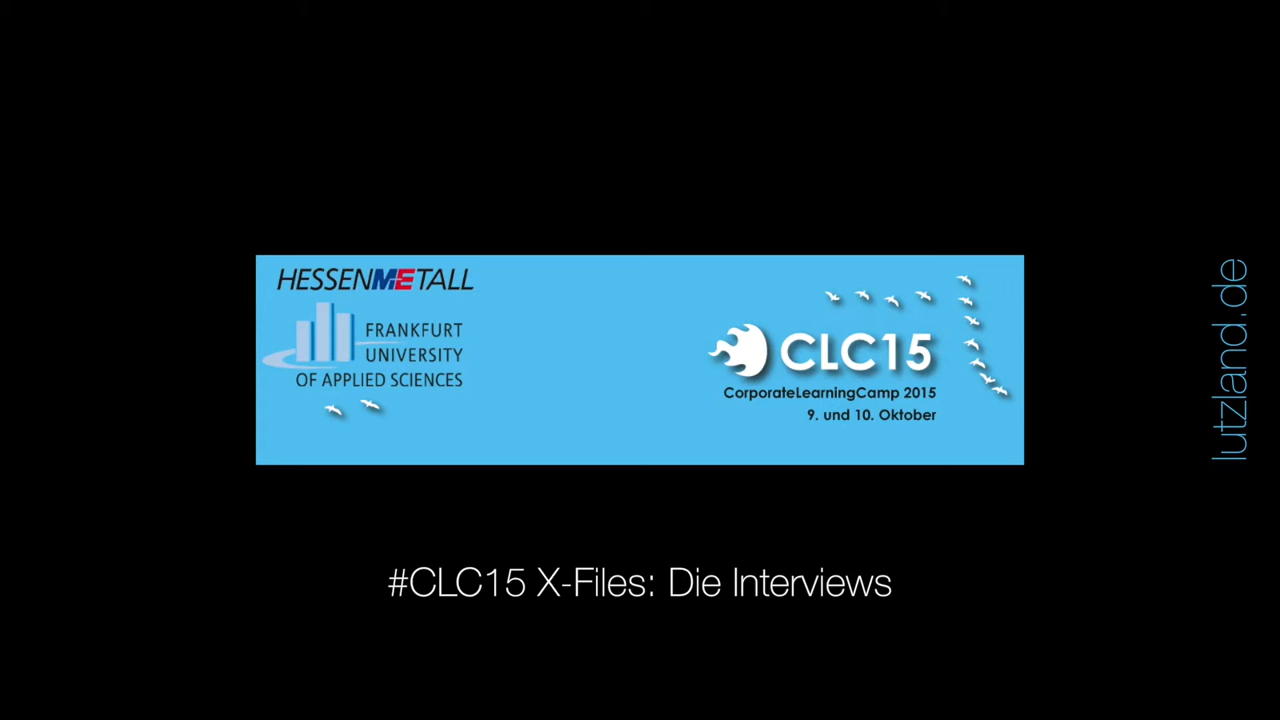 HESSENMETALL
FRANKFURT
UNIVERSITY
OF APPLIED SCIENCES
CLC15
CorporateLearningCamp 2015
9. und 10. Oktober
lutzland.de
#CLC15 X-Files: Die Interviews